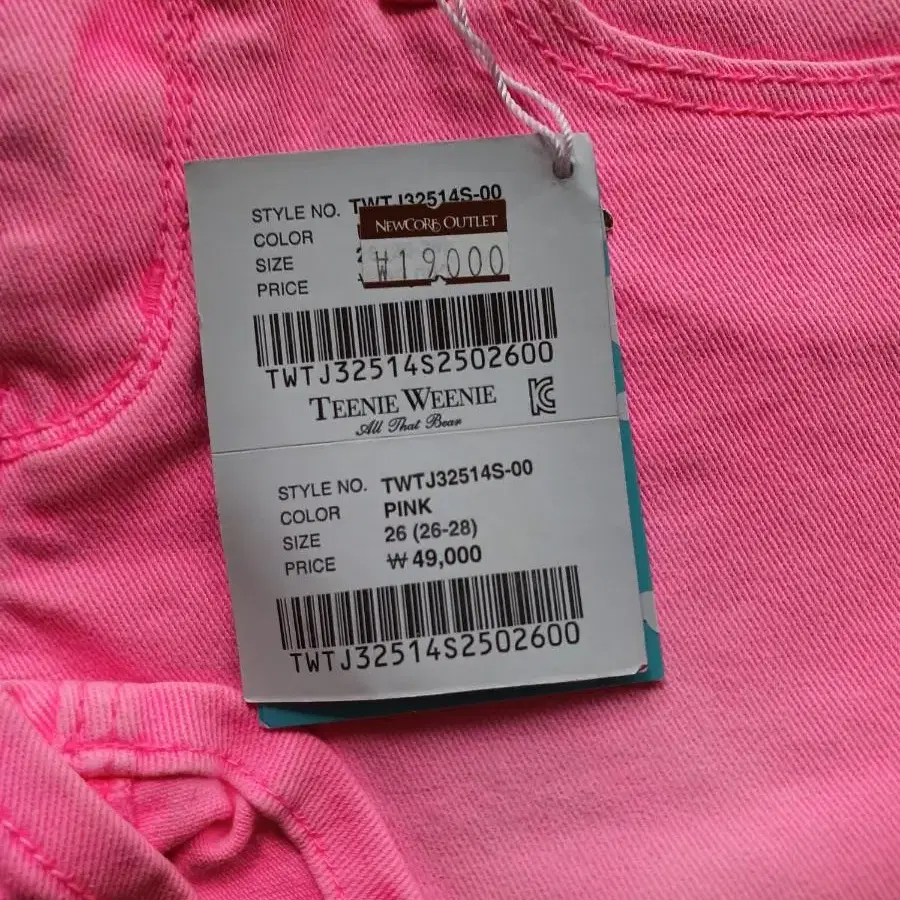 STYLE NO. TWTJ32514S-00
NEWCORE OUTLET
COLOR
SIZE
₩19000
PRICE
TWTJ32514S2502600
TEENIE WEENIE
All That Bear
STYLE NO. TWTJ32514S-00
COLOR PINK
SIZE 26 (26-28)
PRICE ₩ 49,000
TWTJ32514S2502600